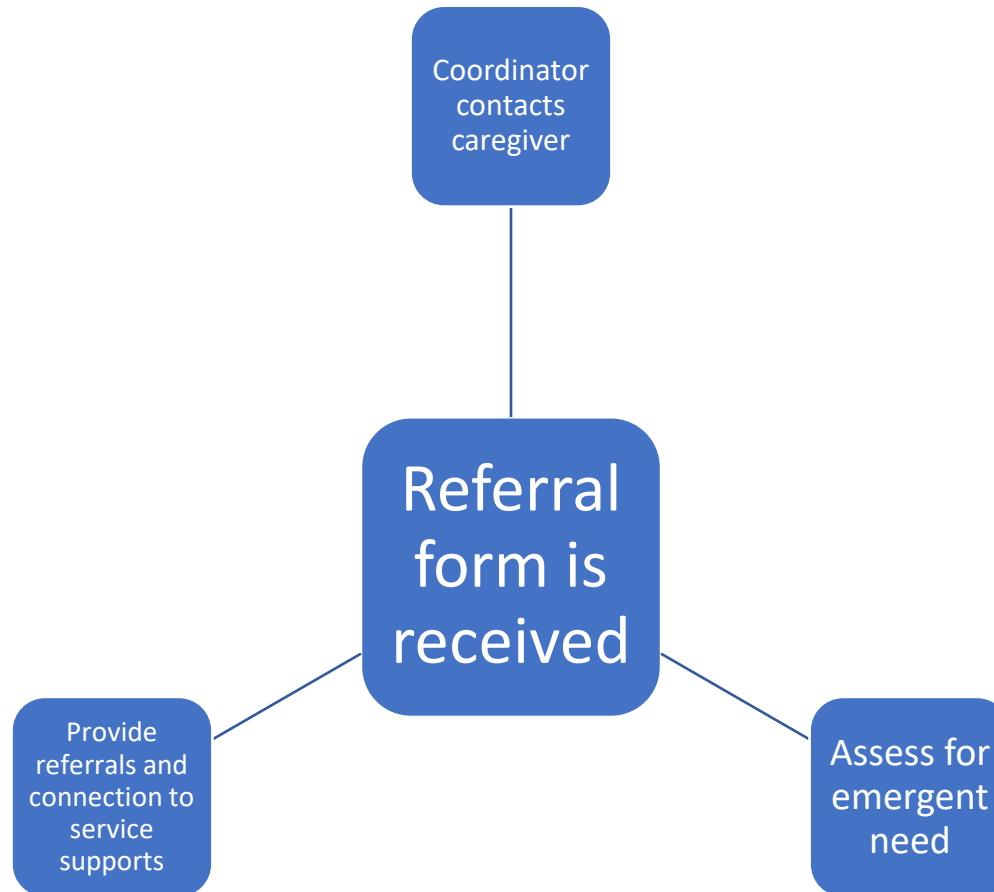 Coordinator
contacts
caregiver
Referral
form is
received
Provide
referrals and
connection to
service
supports
Assess for
emergent
need